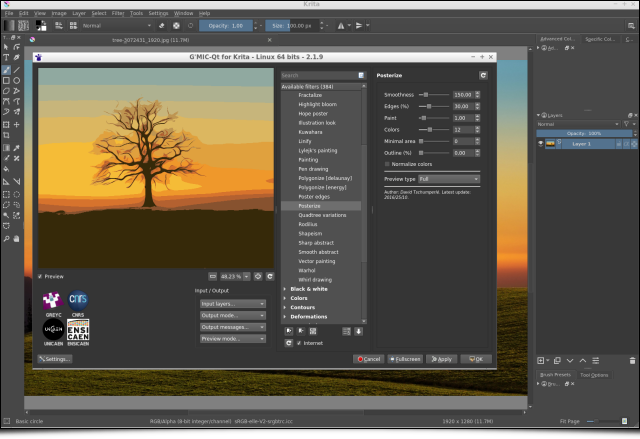 Krita
File Edit View Image Layer Select Filter Tools Settings Window Help
Normal
Opacity: 1.00
Size: 100.00 px
tree-3072431_1920.jpg (11.7M)
Advanced Col...
Specific Color...
G'MIC-Qt for Krita - Linux 64 bits - 2.1.9
Search
Available filters (384)
Fractalize
Highlight bloom
Hope poster
Illustration look
Kuwahara
Linify
Lylejk's painting
Painting
Pen drawing
Polygonize [delaunay]
Polygonize [energy]
Poster edges
Posterize
Quadtree variations
Rodilius
Shapeism
Sharp abstract
Smooth abstract
Vector painting
Warhol
Whirl drawing
Black & white
Colors
Contours
Deformations
Internet
Posterize
Smoothness 150,00
Edges (%) 30,00
Paint 1,00
Colors 12
Minimal area 0
Outline (%) 0,00
Normalize colors
Preview type Full
Author: David Tschumperlé. Latest update:
2016/25/10.
Preview
48,23 %
Input / Output
Input layers...
Output mode...
Output messages...
Preview mode...
GREYC
CNRS
UNICAEN
ENSI
CAEN
ENSICAEN
Settings...
Cancel
Fullscreen
Apply
OK
Layers
Normal
Opacity: 100%
Layer 1
Brush Presets
Tool Options
Bru...
Basic circle
RGB/Alpha (8-bit integer/channel) sRGB-elle-V2-srgbtrc.icc
1920 x 1280 (11.7M)
Fit Page